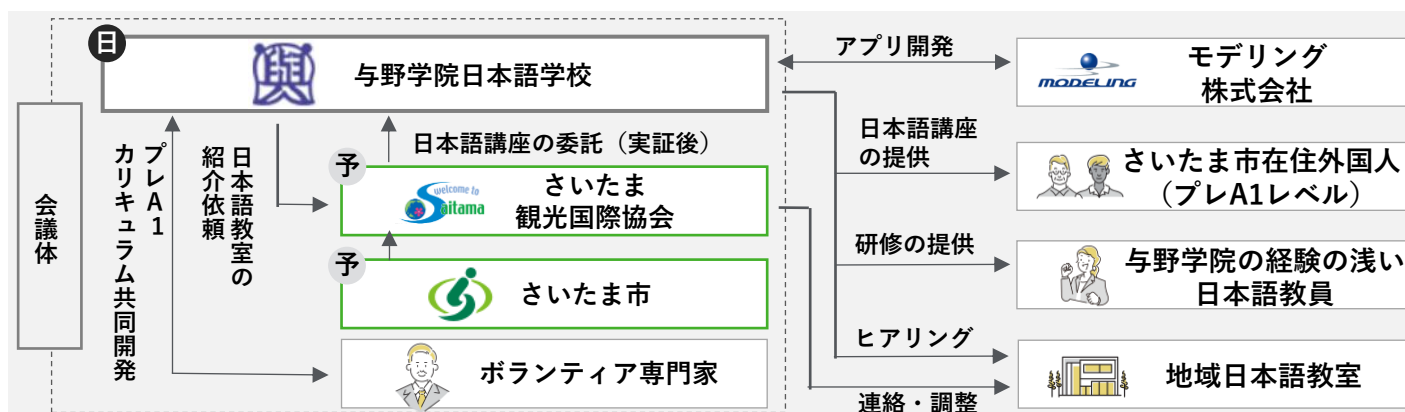 日
与野学院日本語学校
会議体
プレA1
カリキュラム共同開発
日本語教室の
紹介依頼
日本語講座の委託（実証後）
予
welcome to
Saitama
さいたま
観光国際協会
予
さいたま市
ボランティア専門家
アプリ開発
MODELING
モデリング
株式会社
日本語講座
の提供
さいたま市在住外国人
（プレA1レベル）
研修の提供
与野学院の経験の浅い
日本語教員
ヒアリング
地域日本語教室
連絡・調整